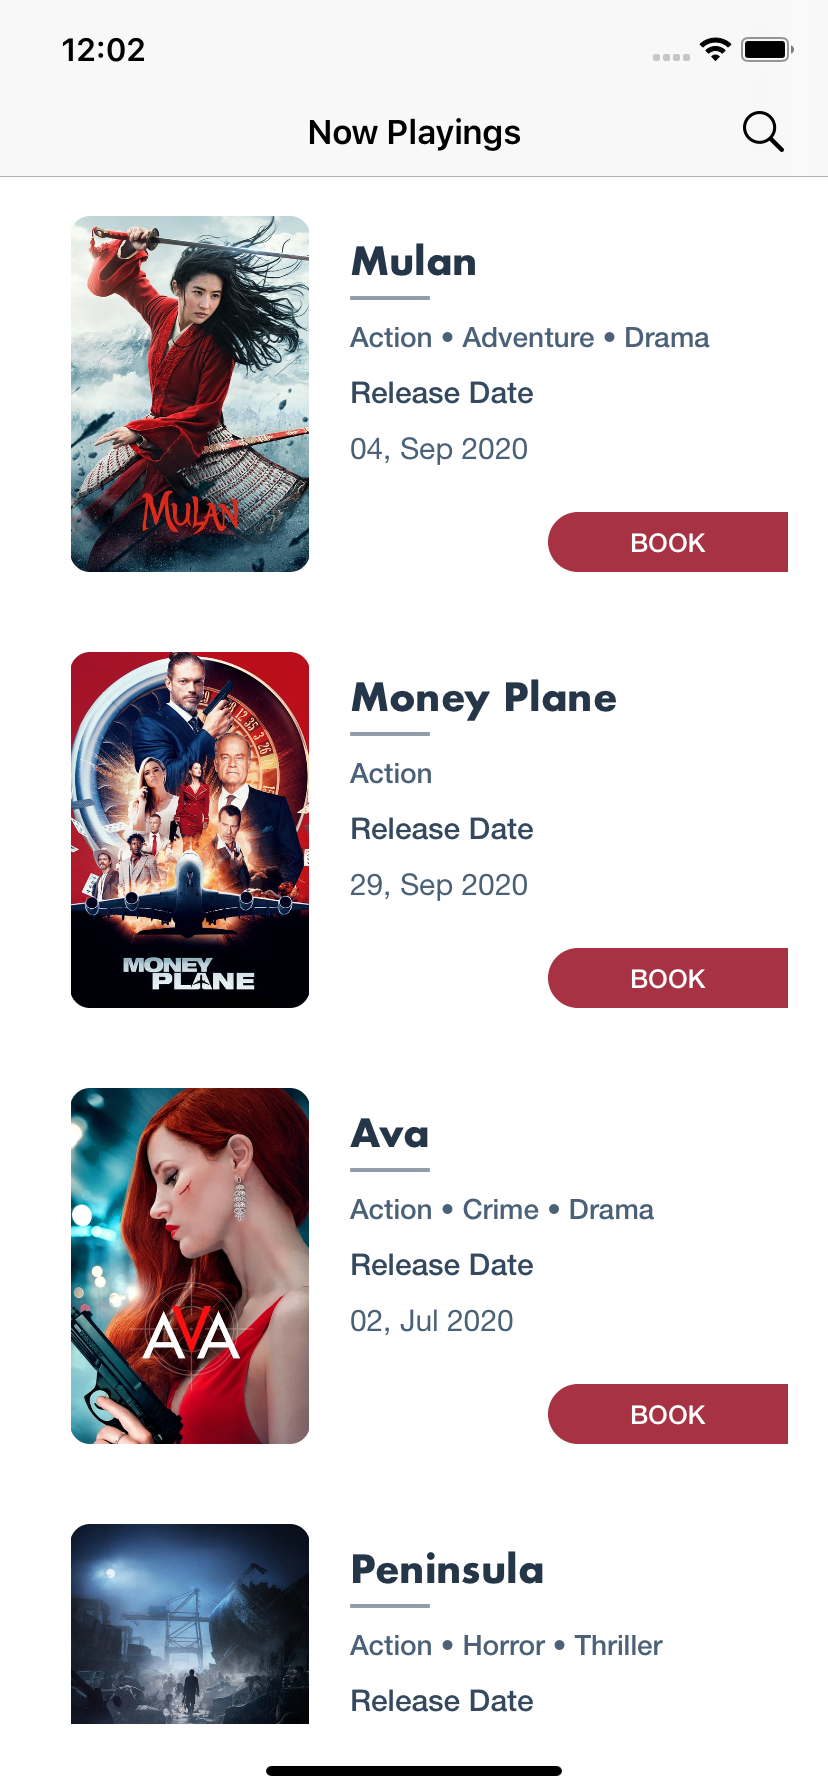 12:02
Now Playings
Mulan
Action • Adventure • Drama
Release Date
04, Sep 2020
MULAN
BOOK
Money Plane
Action
Release Date
29, Sep 2020
MONEY
PLANE
BOOK
Ava
Action • Crime • Drama
Release Date
02, Jul 2020
AVA
BOOK
Peninsula
Action • Horror • Thriller
Release Date